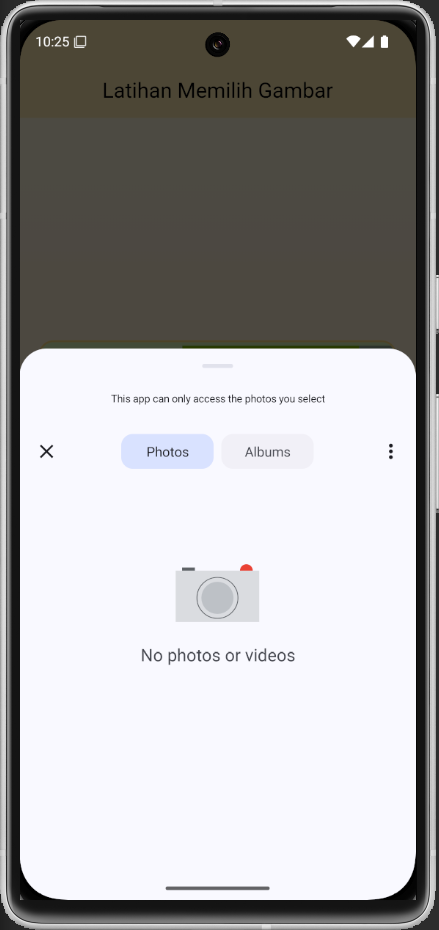 10:25
Latihan Memilih Gambar
This app can only access the photos you select
Photos
Albums
No photos or videos